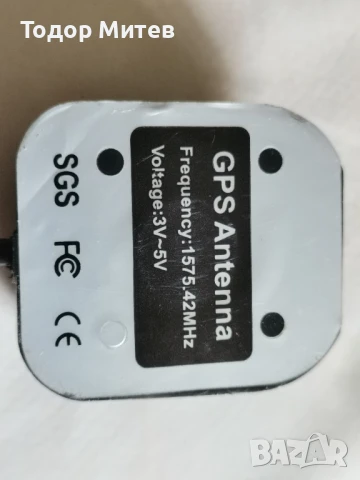 Тодор Митев
GPS Antenna
Frequency:1575.42MHz
Voltage:3V~5V
SGS FC CE
BAZAR